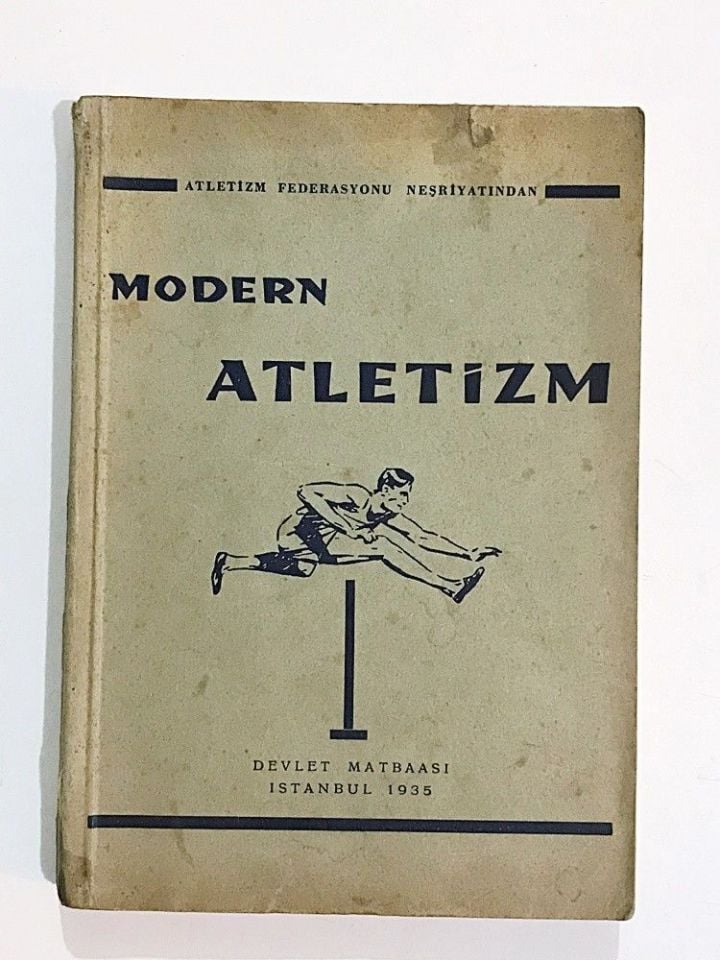 ATLETİZM FEDERASYONU NEŞRİYATINDAN
MODERN
ATLETİZM
DEVLET MATBAASI
ISTANBUL 1935